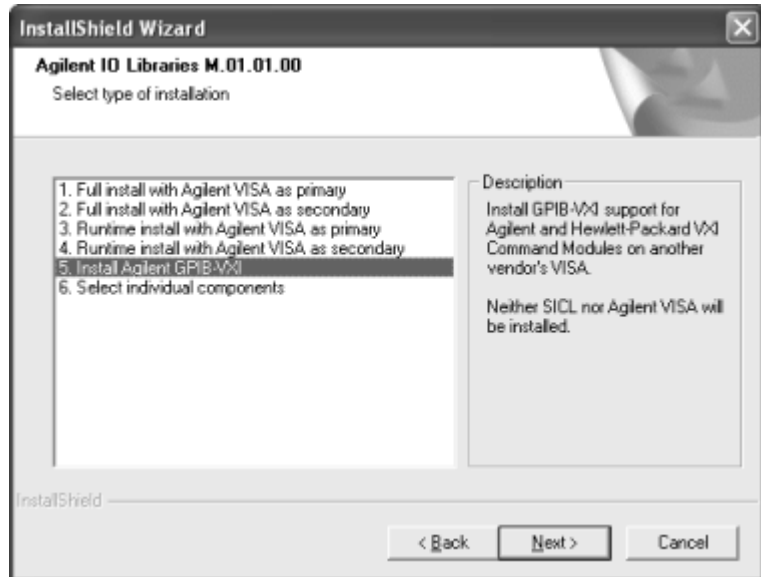 InstallShield Wizard
Agilent IO Libraries M.01.01.00
Select type of installation
1. Full install with Agilent VISA as primary
2. Full install with Agilent VISA as secondary
3. Runtime install with Agilent VISA as primary
4. Runtime install with Agilent VISA as secondary
5. Install Agilent GPIB-VXI
6. Select individual components
Description
Install GPIB-VXI support for
Agilent and Hewlett-Packard VXI
Command Modules on another
vendor's VISA.
Neither SICL nor Agilent VISA will
be installed.
InstallShield
< Back
Next >
Cancel